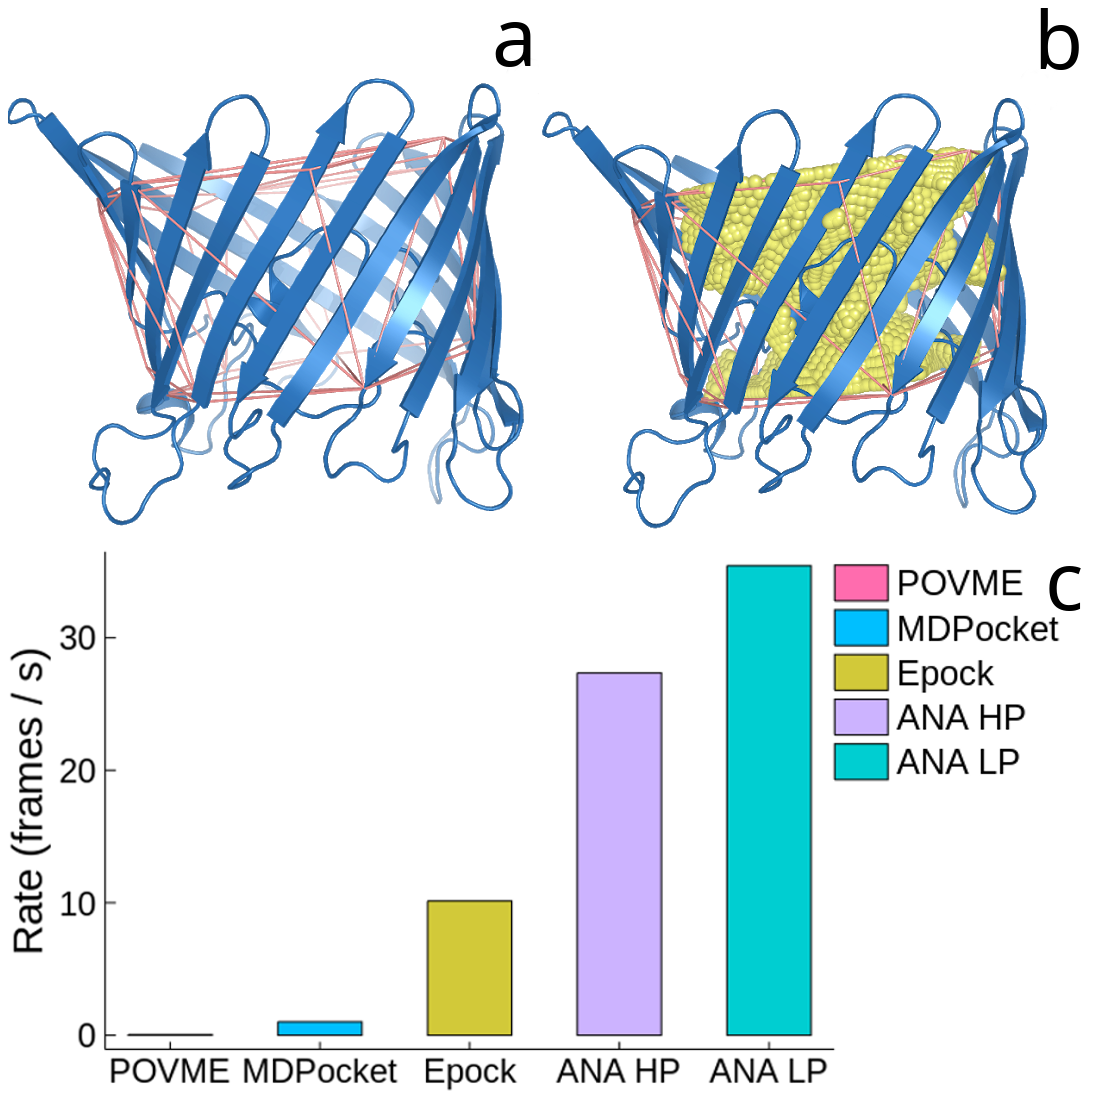 a
b
c
POVME
MDPocket
Epock
ANA HP
ANA LP
Rate (frames / s)
30
20
10
0
POVME MDPocket Epock ANA HP ANA LP